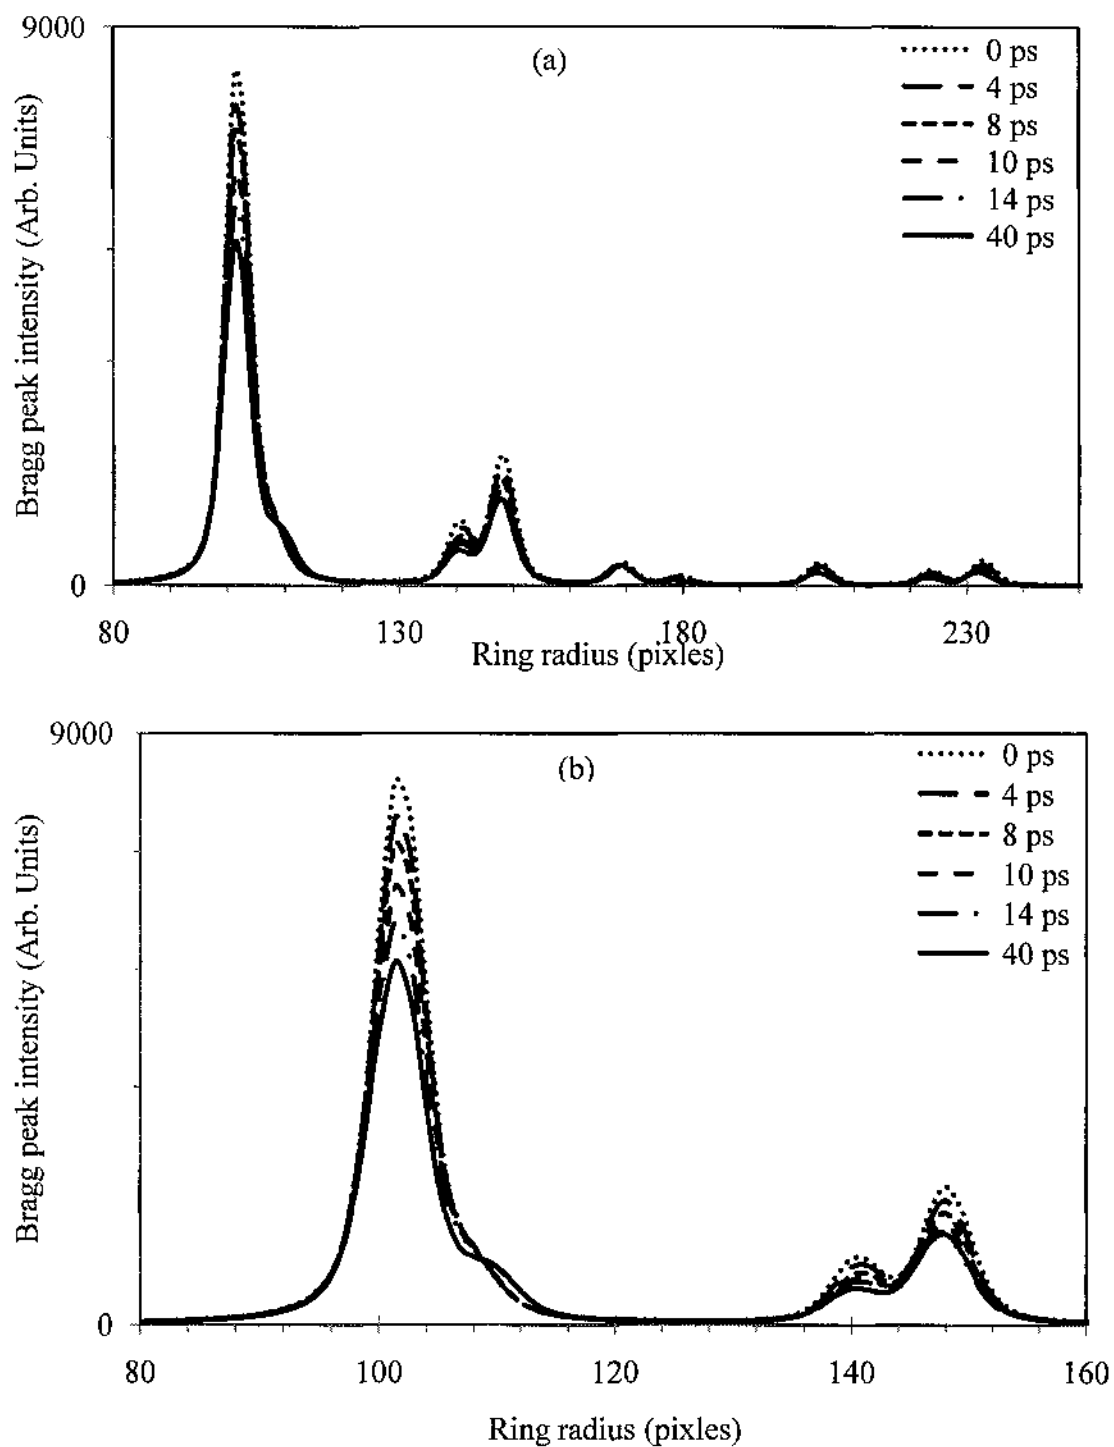 9000
(a)
0 ps
4 ps
8 ps
10 ps
14 ps
40 ps
Bragg peak intensity (Arb. Units)
0
80
130
180
230
Ring radius (pixles)
9000
(b)
0 ps
4 ps
8 ps
10 ps
14 ps
40 ps
Bragg peak intensity (Arb. Units)
0
80
100
120
140
160
Ring radius (pixles)